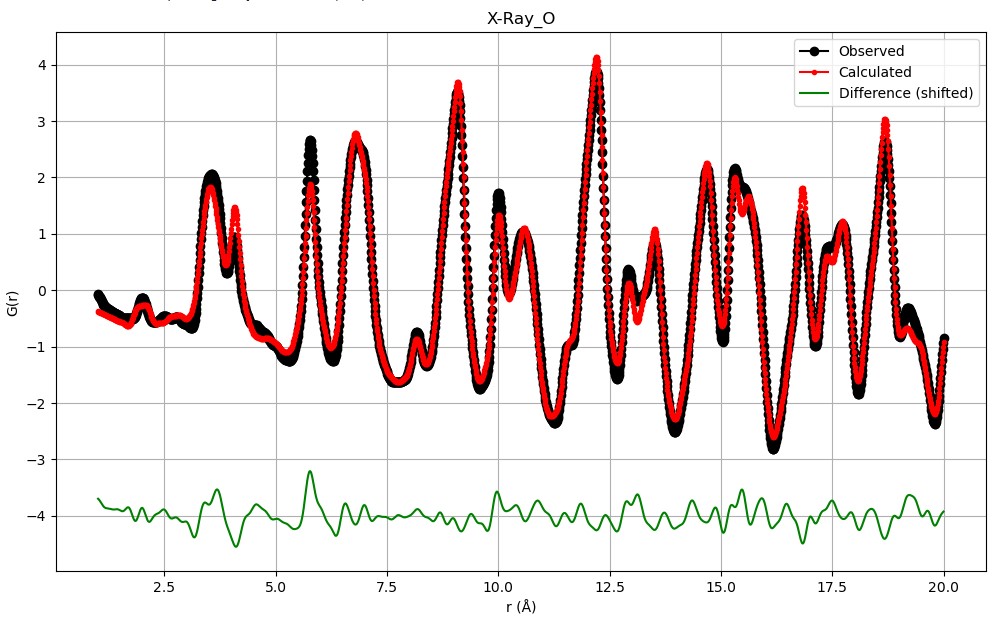 X-Ray_O
Observed
Calculated
Difference (shifted)
G(r)
4
3
2
1
0
−1
−2
−3
−4
2.5 5.0 7.5 10.0 12.5 15.0 17.5 20.0
r (Å)